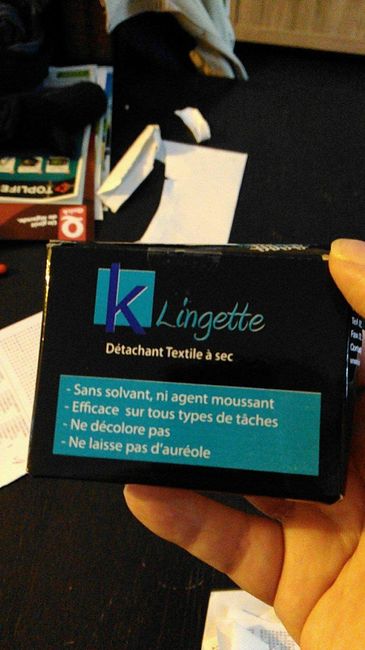 TOPLIFE
k Lingette
Détachant Textile à sec
- Sans solvant, ni agent moussant
- Efficace sur tous types de tâches
- Ne décolore pas
- Ne laisse pas d'auréole